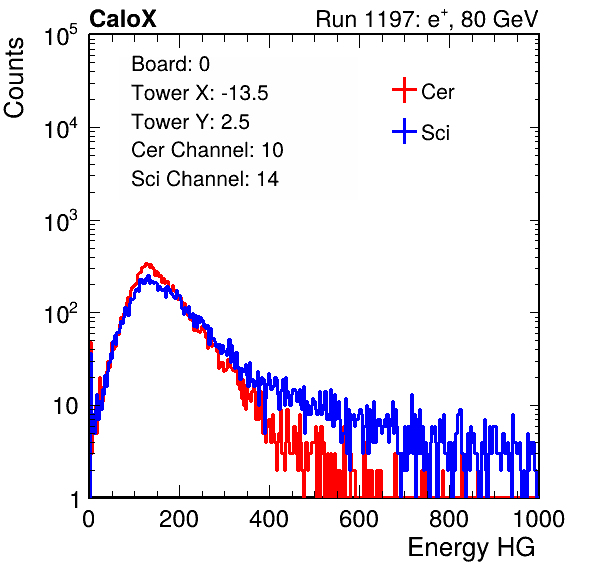 CaloX Run 1197: e⁺, 80 GeV
Counts
10⁵
10⁴
10³
10²
10
1
Board: 0
Tower X: -13.5
Tower Y: 2.5
Cer Channel: 10
Sci Channel: 14
Cer
Sci
0 200 400 600 800 1000
Energy HG